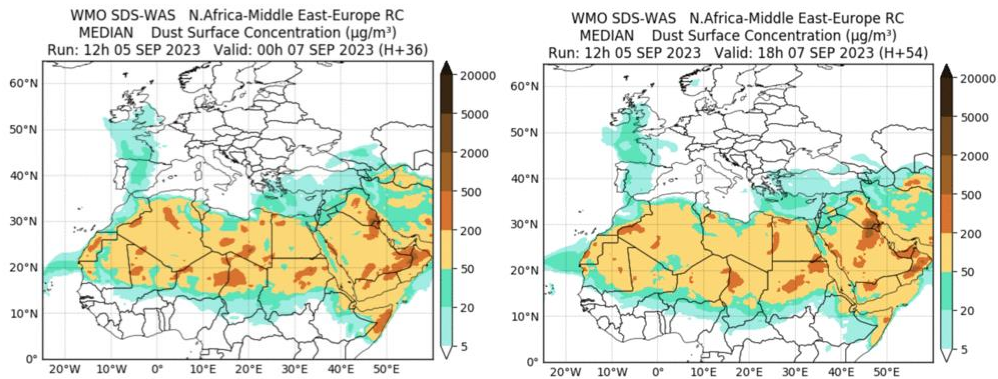 WMO SDS-WAS N.Africa-Middle East-Europe RC
MEDIAN Dust Surface Concentration (µg/m³)
Run: 12h 05 SEP 2023 Valid: 00h 07 SEP 2023 (H+36)
60°N
50°N
40°N
30°N
20°N
10°N
0°
20°W
10°W
0°
10°E
20°E
30°E
40°E
50°E
20000
5000
2000
500
200
50
20
5
WMO SDS-WAS N.Africa-Middle East-Europe RC
MEDIAN Dust Surface Concentration (µg/m³)
Run: 12h 05 SEP 2023 Valid: 18h 07 SEP 2023 (H+54)
60°N
50°N
40°N
30°N
20°N
10°N
0°
20°W
10°W
0°
10°E
20°E
30°E
40°E
50°E
20000
5000
2000
500
200
50
20
5